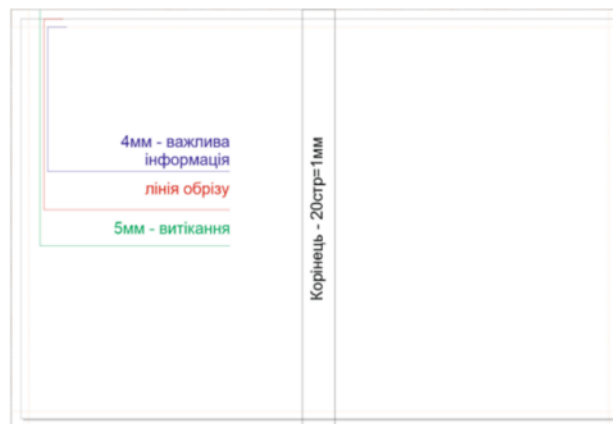 4мм - важлива
інформація
лінія обрізу
5мм - витікання
Корінець - 20стр=1мм